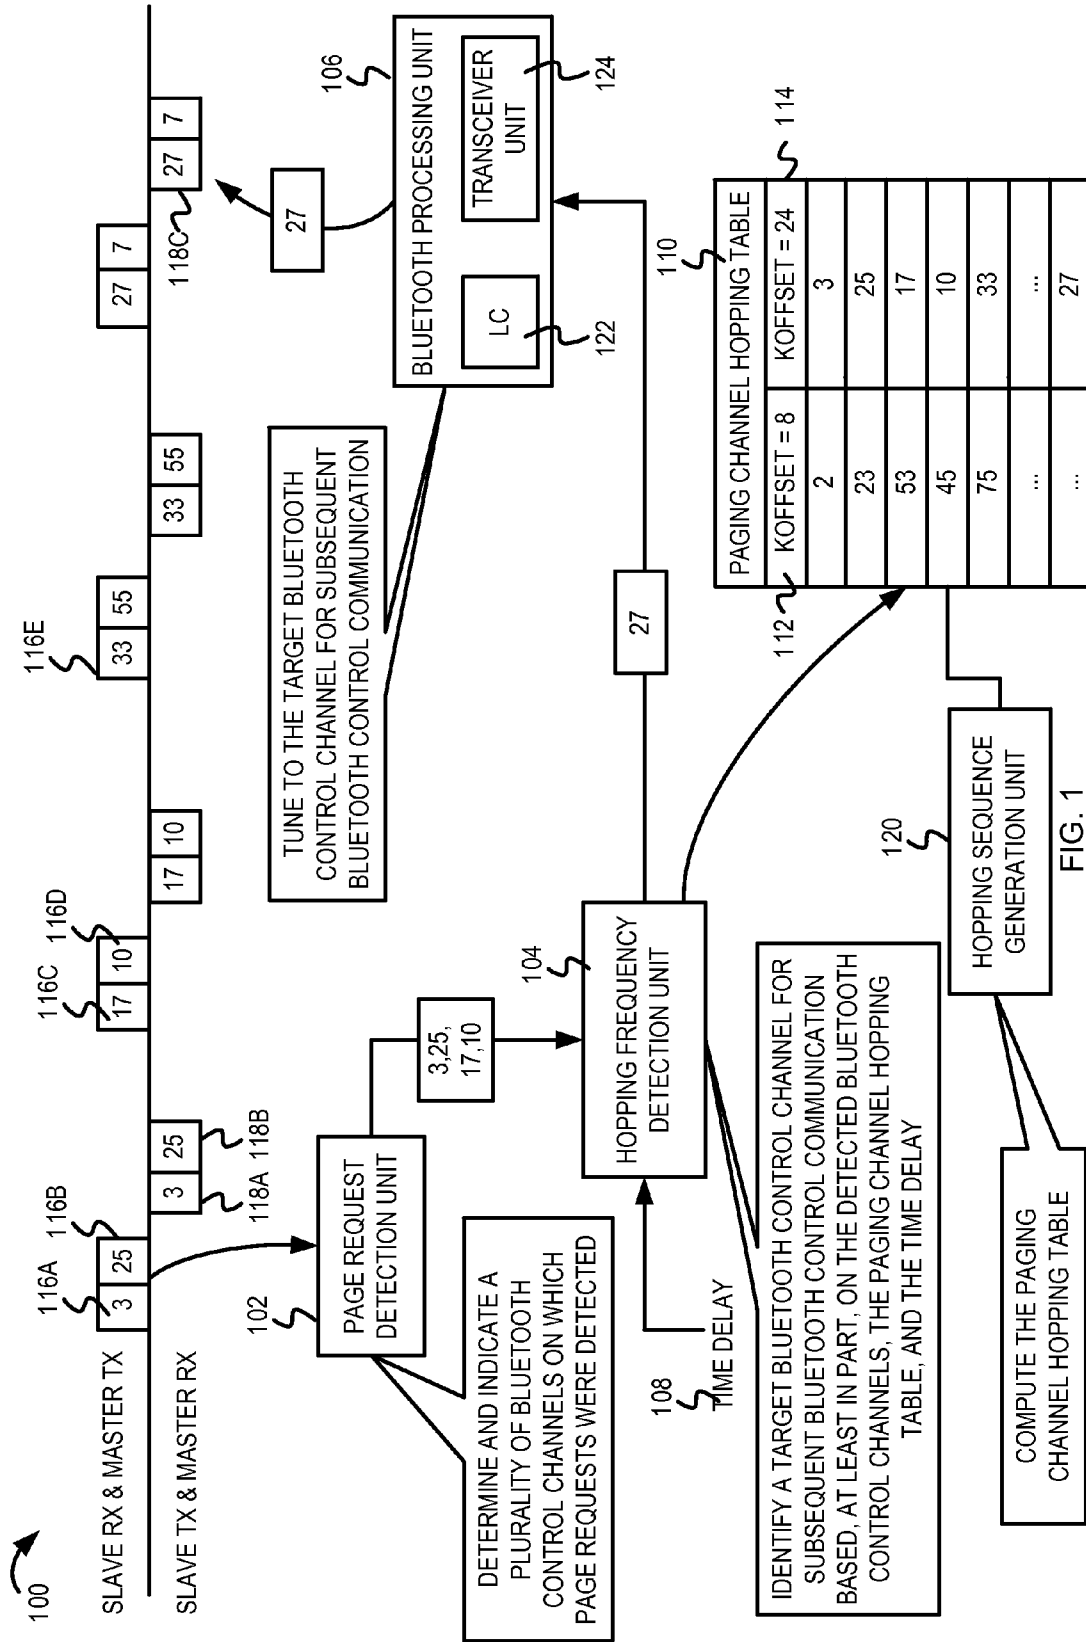 100
SLAVE RX & MASTER TX
SLAVE TX & MASTER RX
116A
116B
3
25
3
25
118A
118B
116C
116D
17
10
17
10
116E
33
55
33
55
27
7
27
7
118C
102
PAGE REQUEST
DETECTION UNIT
DETERMINE AND INDICATE A
PLURALITY OF BLUETOOTH
CONTROL CHANNELS ON WHICH
PAGE REQUESTS WERE DETECTED
3,25,
17,10
TUNE TO THE TARGET BLUETOOTH
CONTROL CHANNEL FOR SUBSEQUENT
BLUETOOTH CONTROL COMMUNICATION
27
106
BLUETOOTH PROCESSING UNIT
LC
122
TRANSCEIVER
UNIT
124
108
TIME DELAY
104
HOPPING FREQUENCY
DETECTION UNIT
27
IDENTIFY A TARGET BLUETOOTH CONTROL CHANNEL FOR
SUBSEQUENT BLUETOOTH CONTROL COMMUNICATION
BASED, AT LEAST IN PART, ON THE DETECTED BLUETOOTH
CONTROL CHANNELS, THE PAGING CHANNEL HOPPING
TABLE, AND THE TIME DELAY
110
PAGING CHANNEL HOPPING TABLE
112
KOFFSET = 8
KOFFSET = 24
114
2
3
23
25
53
17
45
10
75
33
...
...
...
27
COMPUTE THE PAGING
CHANNEL HOPPING TABLE
120
HOPPING SEQUENCE
GENERATION UNIT
FIG. 1